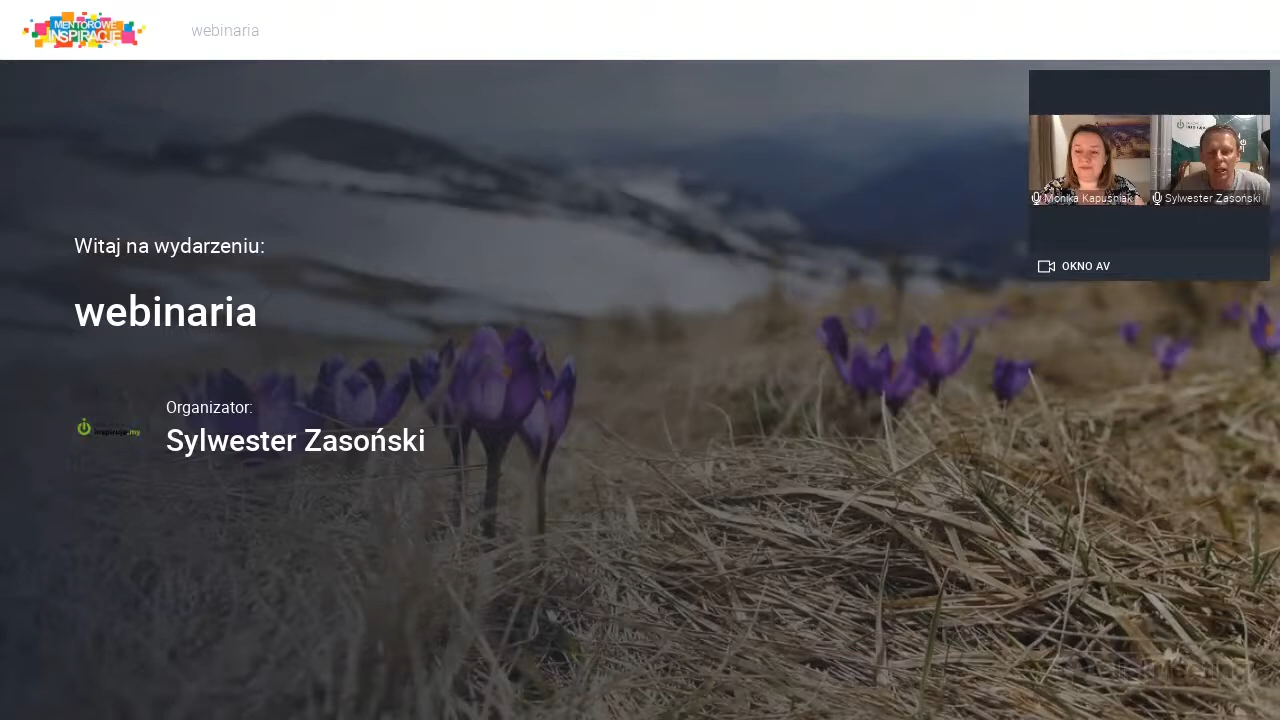 MENTOROWE
INSPIRACJE
webinaria
Monika Kapuśniak
Sylwester Zasoński
OKNO AV
Witaj na wydarzeniu:
webinaria
Organizator:
Sylwester Zasoński